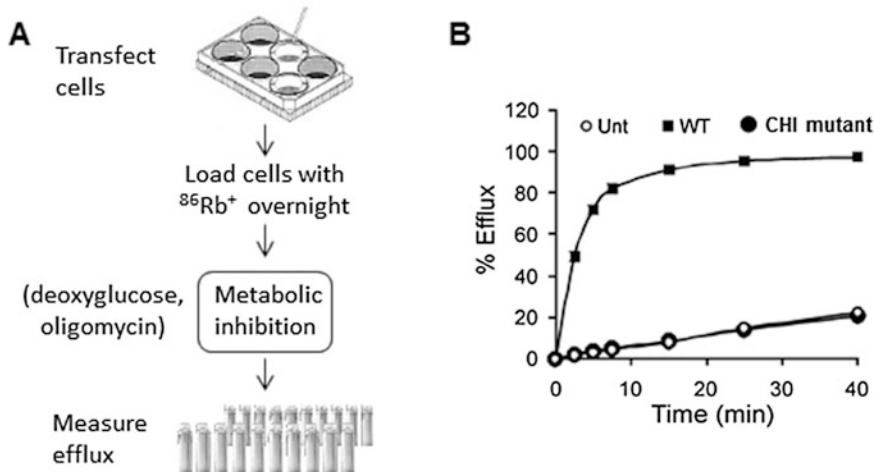 A
Transfect
cells
Load cells with
⁸⁶Rb⁺ overnight
(deoxyglucose,
oligomycin)
Metabolic
inhibition
Measure
efflux
B
Unt WT CHI mutant
% Efflux
120
100
80
60
40
20
0
0 10 20 30 40
Time (min)